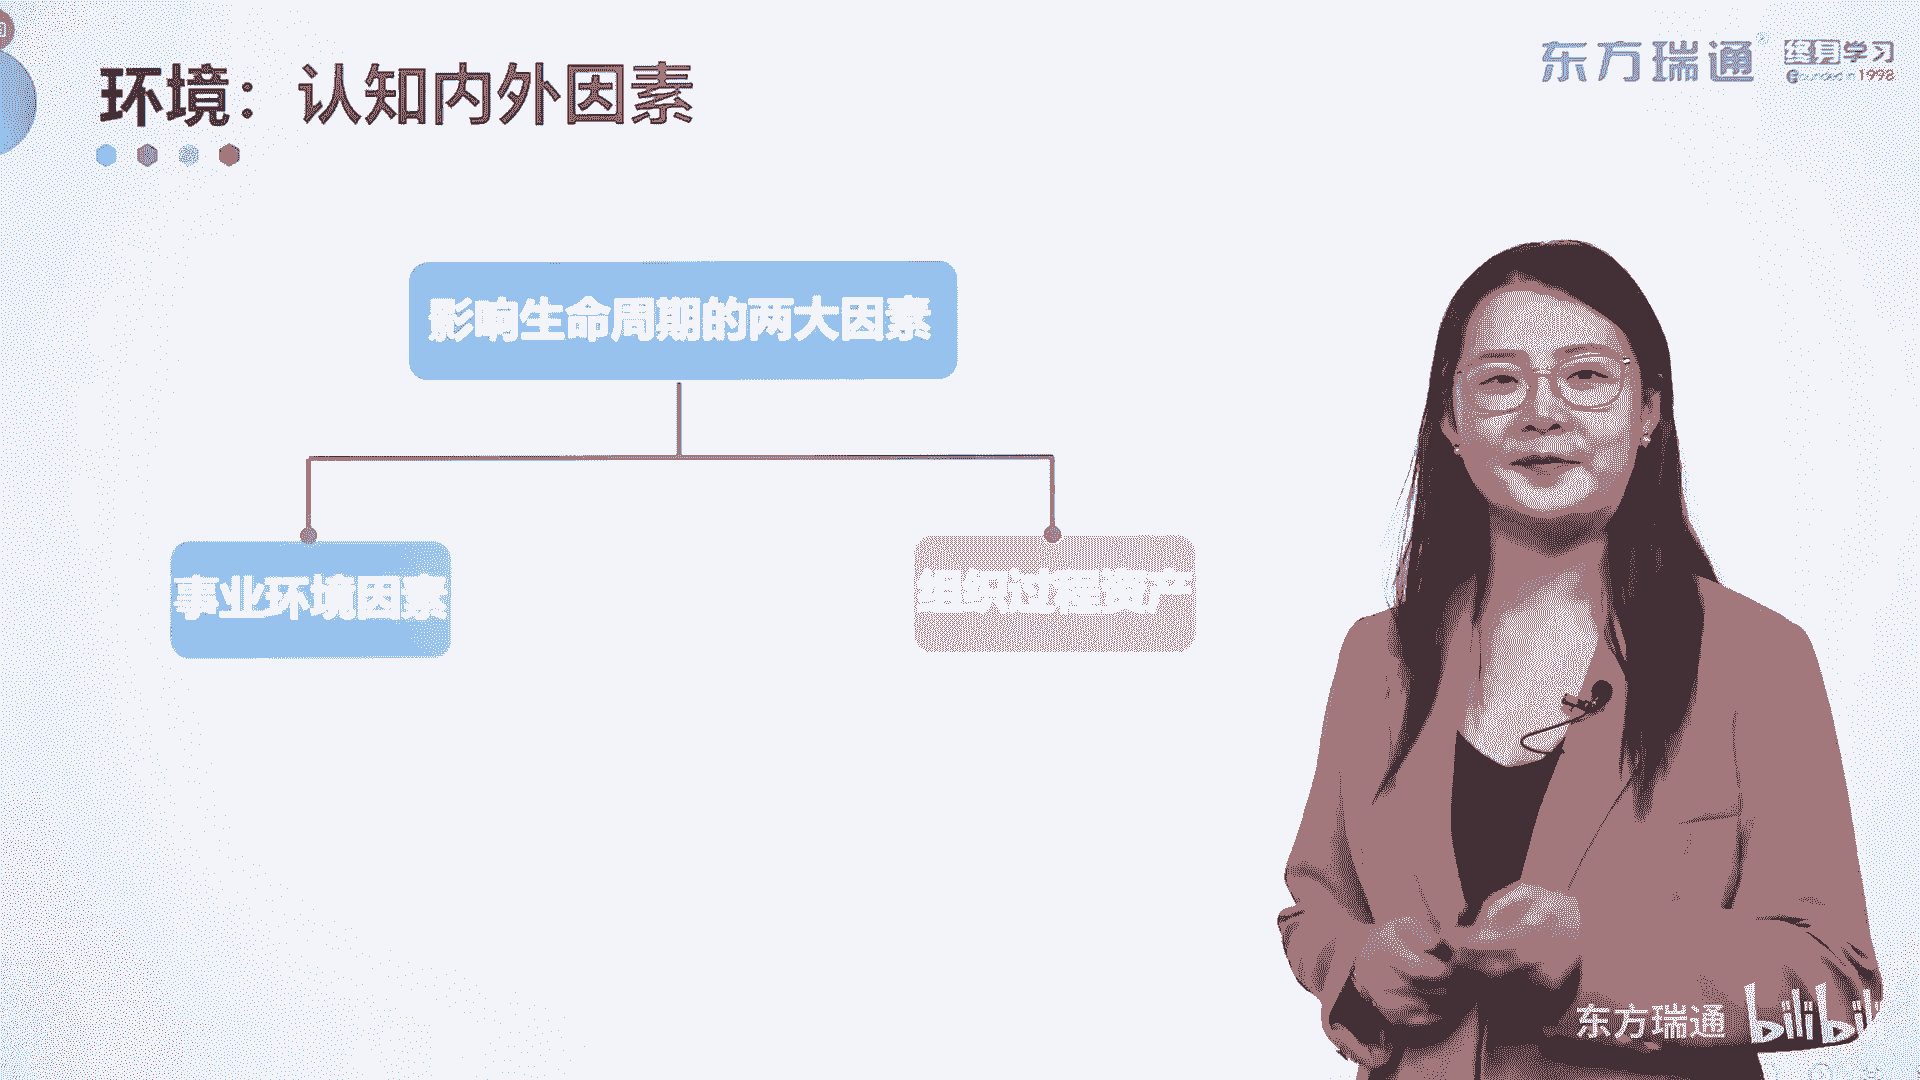 环境：认知内外因素
东方瑞通
终身学习
Founded in 1998
影响生命周期的两大因素
事业环境因素
组织过程资产
东方瑞通 bilibili